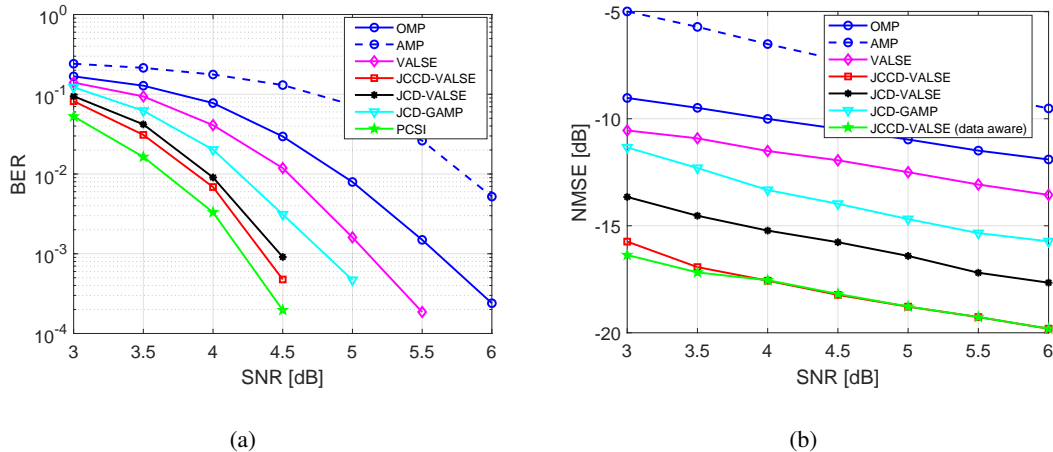 10^0
10^-1
10^-2
10^-3
10^-4
BER
3 3.5 4 4.5 5 5.5 6
SNR [dB]
OMP
AMP
VALSE
JCCD-VALSE
JCD-VALSE
JCD-GAMP
PCSI
(a)
-5
-10
-15
-20
NMSE [dB]
3 3.5 4 4.5 5 5.5 6
SNR [dB]
OMP
AMP
VALSE
JCCD-VALSE
JCD-VALSE
JCD-GAMP
JCCD-VALSE (data aware)
(b)